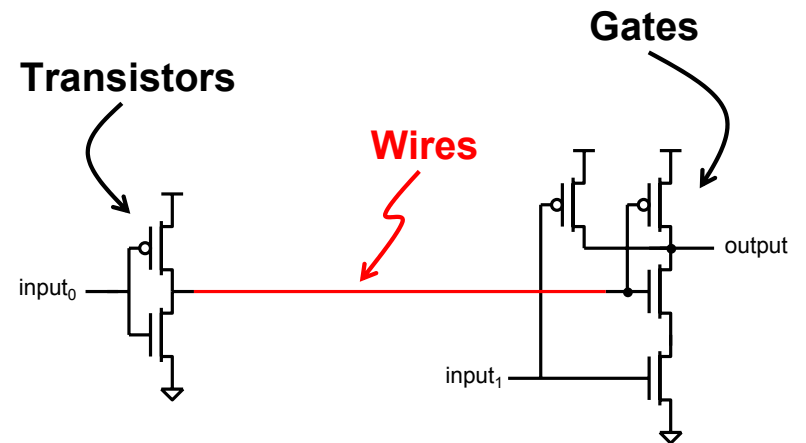 Gates
Transistors
Wires
output
input₀
input₁